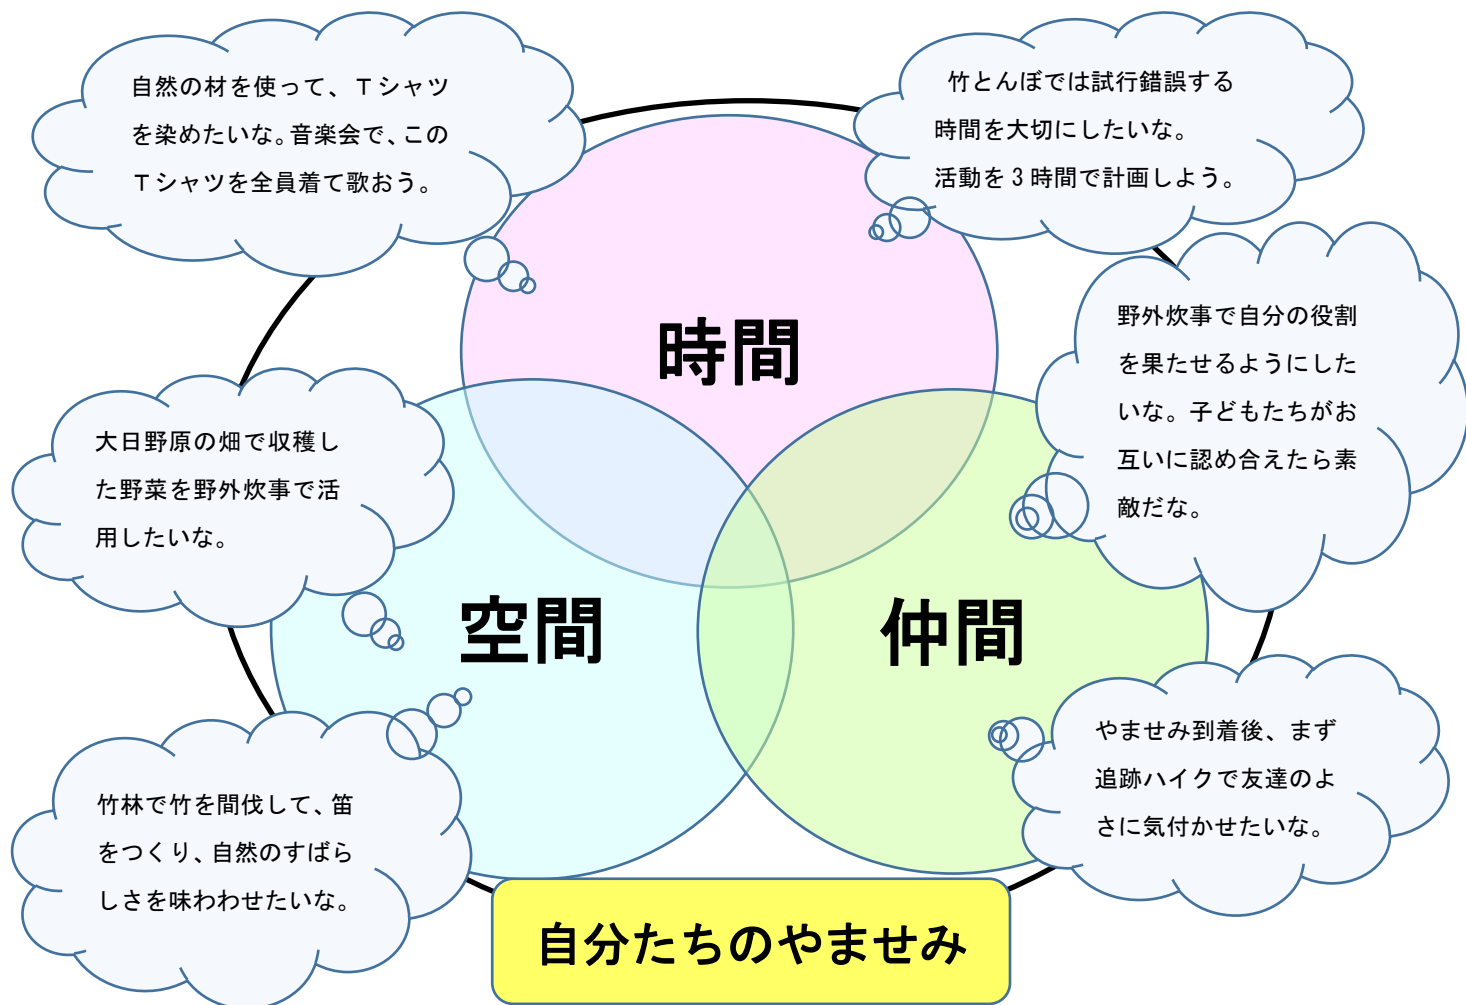 自然の材を使って、Ｔシャツ
を染めたいな。音楽会で、この
Ｔシャツを全員着て歌おう。
竹とんぼでは試行錯誤する
時間を大切にしたいな。
活動を３時間で計画しよう。
野外炊事で自分の役割
を果たせるようにした
いな。子どもたちがお
互いに認め合えたら素
敵だな。
時間
大日野原の畑で収穫し
た野菜を野外炊事で活
用したいな。
空間
仲間
やませみ到着後、まず
追跡ハイクで友達のよ
さに気付かせたいな。
竹林で竹を間伐して、笛
をつくり、自然のすばら
しさを味わわせたいな。
自分たちのやませみ